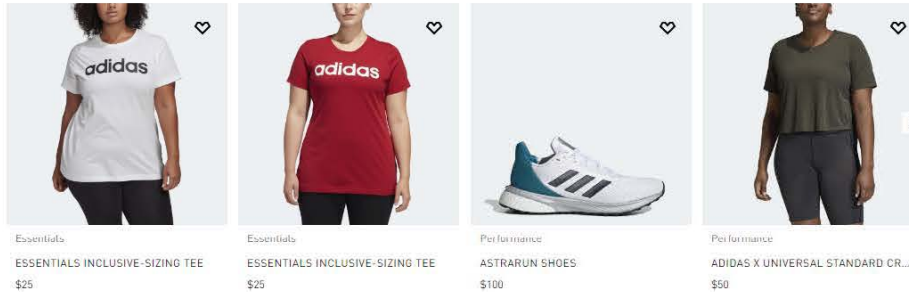 adidas
adidas
Essentials
ESSENTIALS INCLUSIVE-SIZING TEE
$25
Essentials
ESSENTIALS INCLUSIVE-SIZING TEE
$25
Performance
ASTRARUN SHOES
$100
Performance
ADIDAS X UNIVERSAL STANDARD CR...
$50